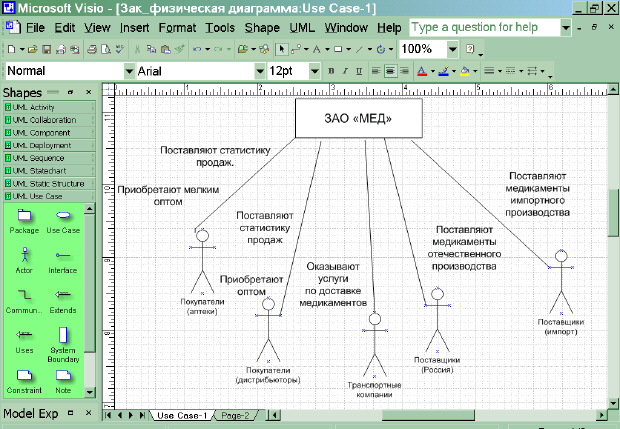 Microsoft Visio - [Зак_физическая диаграмма:Use Case-1]
File Edit View Insert Format Tools Shape UML Window Help Type a question for help
100%
Normal Arial 12pt B I U
Shapes
UML Activity
UML Collaboration
UML Component
UML Deployment
UML Sequence
UML Statechart
UML Static Structure
UML Use Case
Package Use Case
Actor Interface
Commun... Extends
Uses System
Boundary
Constraint Note
Model Exp
ЗАО «МЕД»
Поставляют статистику
продаж.
Приобретают мелким
оптом
Поставляют
статистику
продаж
Приобретают
оптом
Оказывают
услуги
по доставке
медикаментов
Поставляют
медикаменты
отечественного
производства
Поставляют
медикаменты
импортного
производства
Покупатели
(аптеки)
Покупатели
(дистрибьюторы)
Транспортные
компании
Поставщики
(Россия)
Поставщики
(импорт)
Use Case-1 Page-2